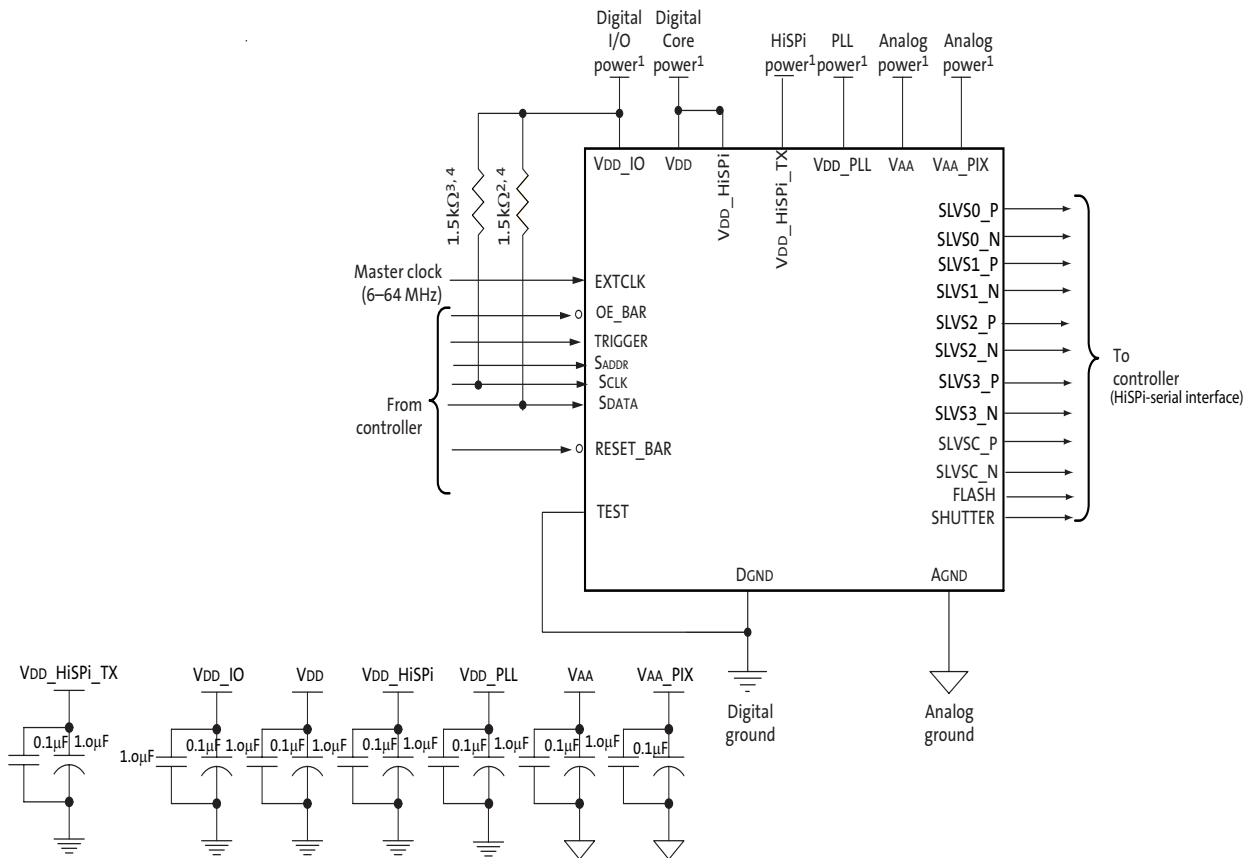 Digital
I/O
power1
Digital
Core
power1
HiSPi
power1
PLL
power1
Analog
power1
Analog
power1
VDD_IO
VDD
VDD_HiSPi
VDD_HiSPi_TX
VDD_PLL
VAA
VAA_PIX
1.5kΩ3, 4
1.5kΩ2, 4
Master clock
(6–64 MHz)
From
controller
EXTCLK
OE_BAR
TRIGGER
SADDR
SCLK
SDATA
RESET_BAR
TEST
SLVS0_P
SLVS0_N
SLVS1_P
SLVS1_N
SLVS2_P
SLVS2_N
SLVS3_P
SLVS3_N
SLVSC_P
SLVSC_N
FLASH
SHUTTER
To
controller
(HiSPi-serial interface)
DGND
AGND
Digital
ground
Analog
ground
VDD_HiSPi_TX
VDD_IO
VDD
VDD_HiSPi
VDD_PLL
VAA
VAA_PIX
0.1μF
1.0μF
1.0μF
0.1μF
1.0μF
0.1μF
1.0μF
0.1μF
1.0μF
0.1μF
1.0μF
0.1μF
1.0μF
0.1μF